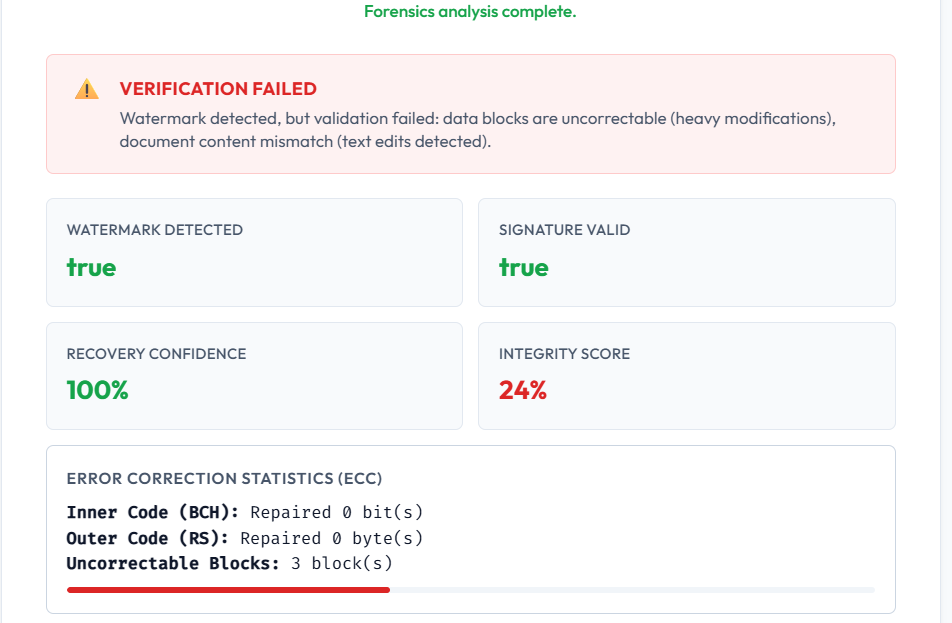 Forensics analysis complete.
VERIFICATION FAILED
Watermark detected, but validation failed: data blocks are uncorrectable (heavy modifications),
document content mismatch (text edits detected).
WATERMARK DETECTED
true
SIGNATURE VALID
true
RECOVERY CONFIDENCE
100%
INTEGRITY SCORE
24%
ERROR CORRECTION STATISTICS (ECC)
Inner Code (BCH): Repaired 0 bit(s)
Outer Code (RS): Repaired 0 byte(s)
Uncorrectable Blocks: 3 block(s)